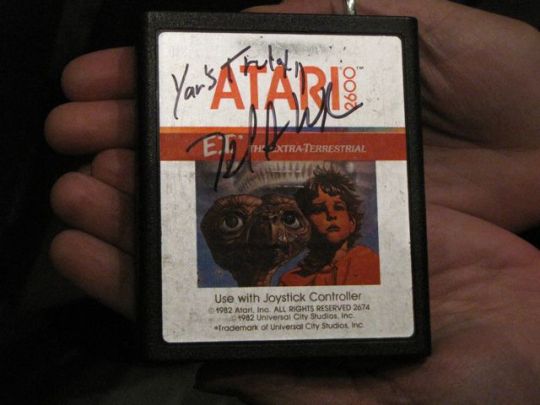 Yar's Truly,
ATARI 2600™
E.T.* THE EXTRA-TERRESTRIAL
Use with Joystick Controller
© 1982 Atari, Inc. ALL RIGHTS RESERVED 2674
© 1982 Universal City Studios, Inc.
*Trademark of Universal City Studios, Inc.